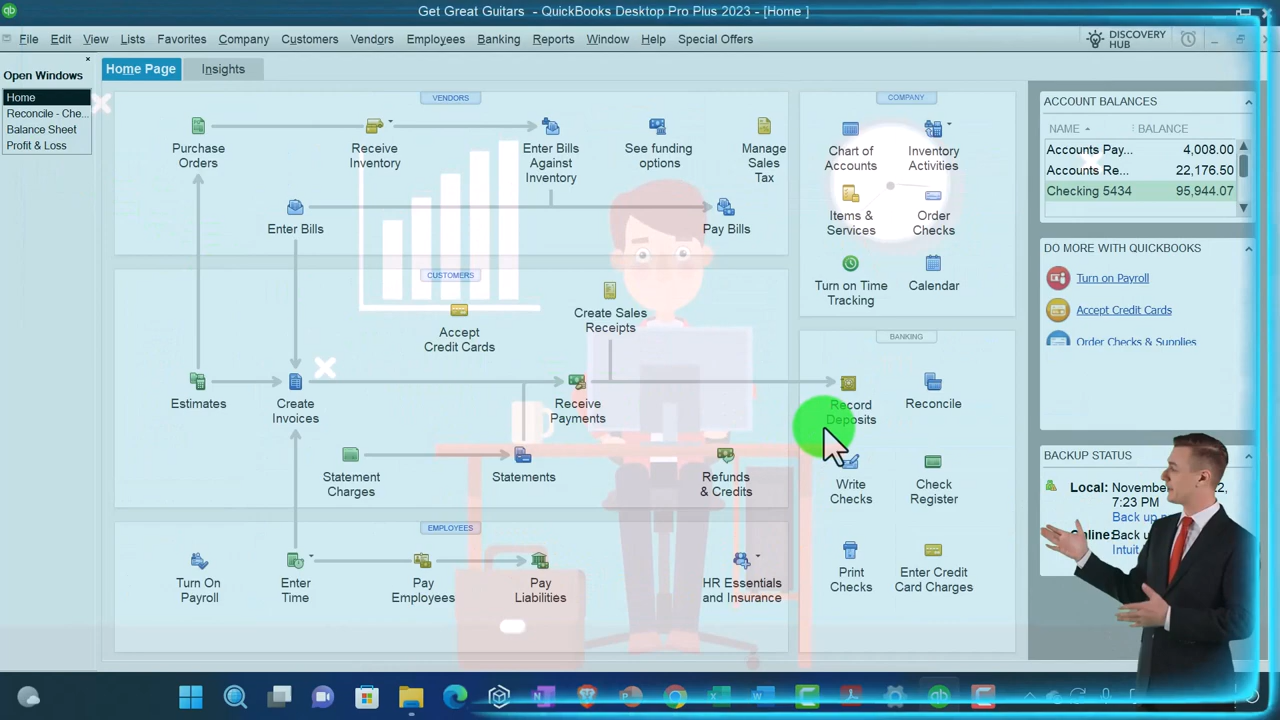 Get Great Guitars - QuickBooks Desktop Pro Plus 2023 - [Home ]
File Edit View Lists Favorites Company Customers Vendors Employees Banking Reports Window Help Special Offers
DISCOVERY
HUB
Open Windows
Home
Reconcile - Che...
Balance Sheet
Profit & Loss
Home Page
Insights
VENDORS
Purchase
Orders
Receive
Inventory
Enter Bills
Against
Inventory
See funding
options
Manage
Sales
Tax
Enter Bills
Pay Bills
CUSTOMERS
Create Sales
Receipts
Accept
Credit Cards
Estimates
Create
Invoices
Receive
Payments
Statement
Charges
Statements
Refunds
& Credits
EMPLOYEES
Turn On
Payroll
Enter
Time
Pay
Employees
Pay
Liabilities
HR Essentials
and Insurance
COMPANY
Chart of
Accounts
Inventory
Activities
Items &
Services
Order
Checks
Turn on Time
Tracking
Calendar
BANKING
Record
Deposits
Reconcile
Write
Checks
Check
Register
Print
Checks
Enter Credit
Card Charges
ACCOUNT BALANCES
NAME BALANCE
Accounts Pay... 4,008.00
Accounts Re... 22,176.50
Checking 5434 95,944.07
DO MORE WITH QUICKBOOKS
Turn on Payroll
Accept Credit Cards
Order Checks & Supplies
BACKUP STATUS
Local: November
7:23 PM
Back up
Online: Back up
Intuit